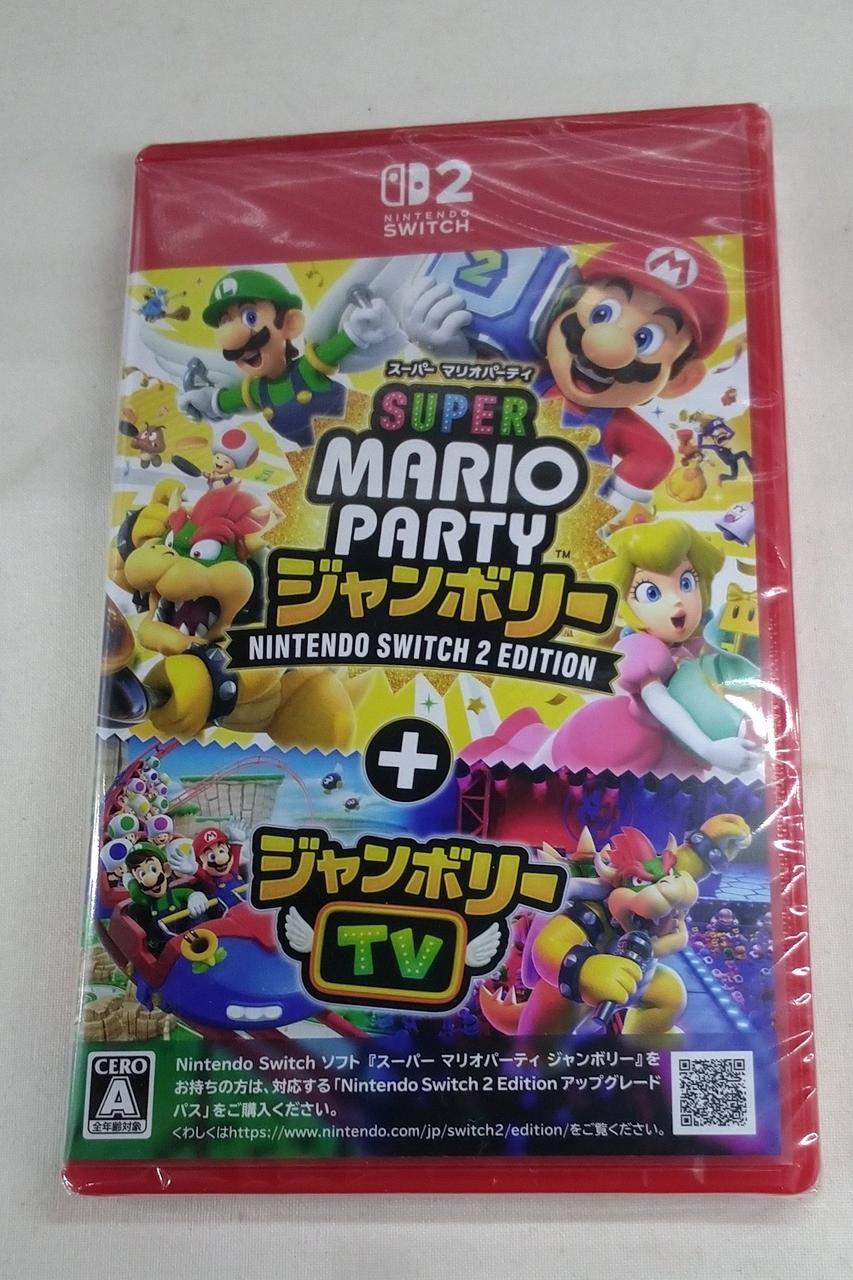 2
NINTENDO
SWITCH
2
L
M
スーパー マリオパーティ
SUPER
MARIO
PARTY™
ジャンボリー
NINTENDO SWITCH 2 EDITION
+
ジャンボリー
TV
CERO
A
全年齢対象
Nintendo Switch ソフト『スーパー マリオパーティ ジャンボリー』を
お持ちの方は、対応する「Nintendo Switch 2 Edition アップグレード
パス」をご購入ください。
くわしくはhttps://www.nintendo.com/jp/switch2/edition/をご覧ください。